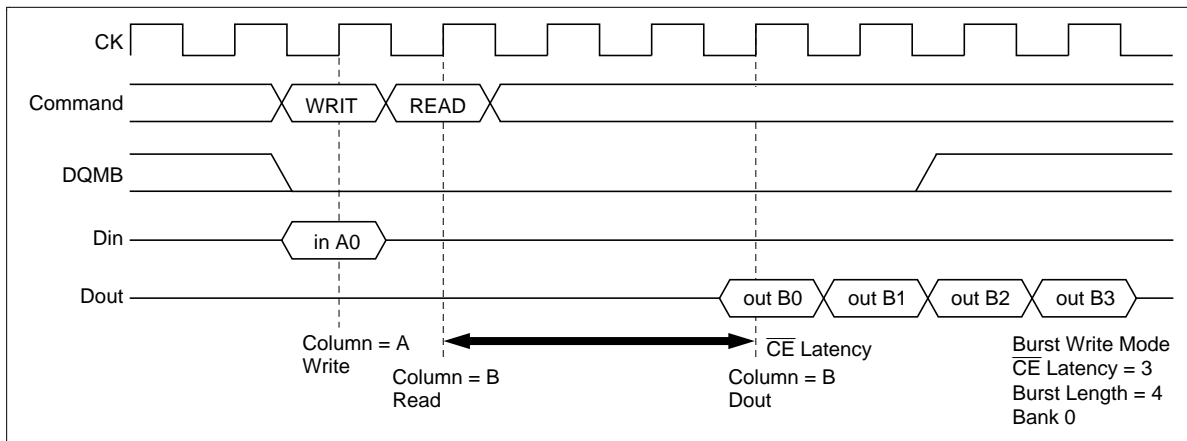 CK
Command
WRIT
READ
DQMB
Din
in A0
Dout
out B0
out B1
out B2
out B3
Column = A
Write
Column = B
Read
CE Latency
Column = B
Dout
Burst Write Mode
CE Latency = 3
Burst Length = 4
Bank 0